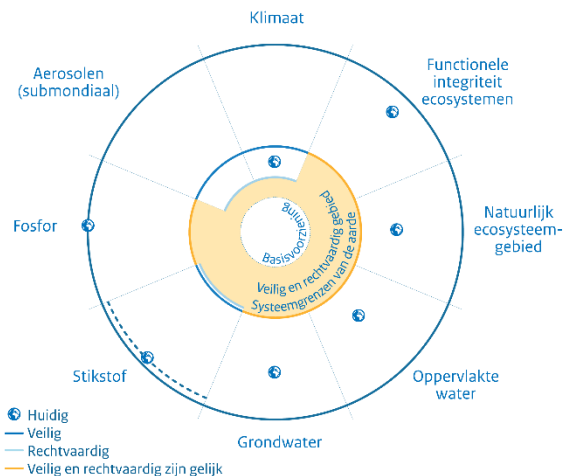 Klimaat
Aerosolen
(submondiaal)
Functionele
integriteit
ecosystemen
Fosfor
Natuurlijk
ecosysteem-
gebied
Basisvoorziening
Veilig en rechtvaardig gebied
Systeemgrenzen van de aarde
Stikstof
Oppervlakte
water
Grondwater
Huidig
Veilig
Rechtvaardig
Veilig en rechtvaardig zijn gelijk